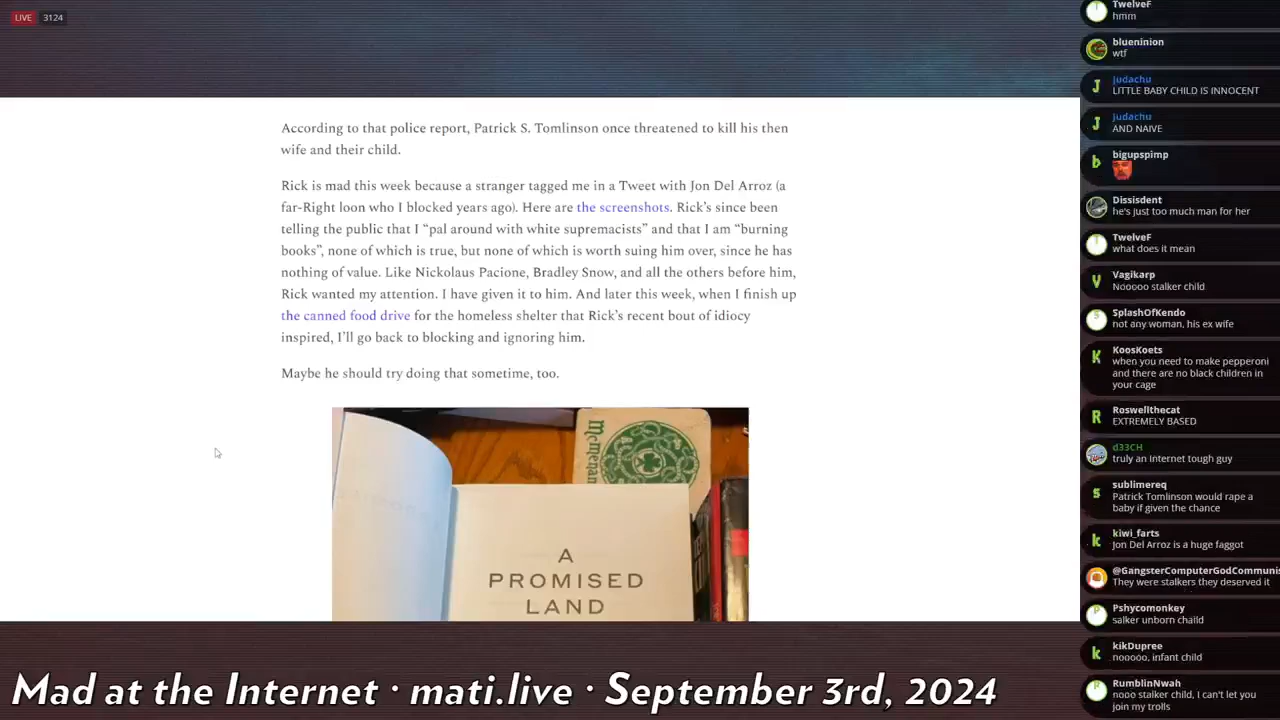 LIVE 3124
According to that police report, Patrick S. Tomlinson once threatened to kill his then
wife and their child.
Rick is mad this week because a stranger tagged me in a Tweet with Jon Del Arroz (a
far-Right loon who I blocked years ago). Here are the screenshots. Rick’s since been
telling the public that I “pal around with white supremacists” and that I am “burning
books”, none of which is true, but none of which is worth suing him over, since he has
nothing of value. Like Nickolaus Pacione, Bradley Snow, and all the others before him,
Rick wanted my attention. I have given it to him. And later this week, when I finish up
the canned food drive for the homeless shelter that Rick’s recent bout of idiocy
inspired, I’ll go back to blocking and ignoring him.
Maybe he should try doing that sometime, too.
A
PROMISED
LAND
Mad at the Internet · mati.live · September 3rd, 2024
TwelveF
hmm
blueninion
wtf
Judachu
LITTLE BABY CHILD IS INNOCENT
Judachu
AND NAIVE
bigupspimp
Dissisdent
he's just too much man for her
TwelveF
what does it mean
Vagikarp
Nooooo stalker child
SplashOfKendo
not any woman, his ex wife
KoosKoets
when you need to make pepperoni
and there are no black children in
your cage
Roswellthecat
EXTREMELY BASED
d33CH
truly an internet tough guy
sublimereq
Patrick Tomlinson would rape a
baby if given the chance
kiwi_farts
Jon Del Arroz is a huge faggot
@GangsterComputerGodCommunis
They were stalkers they deserved it
Pshycomonkey
salker unborn chaild
kikDupree
nooooo, infant child
RumblinNwah
nooo stalker child, I can't let you
join my trolls